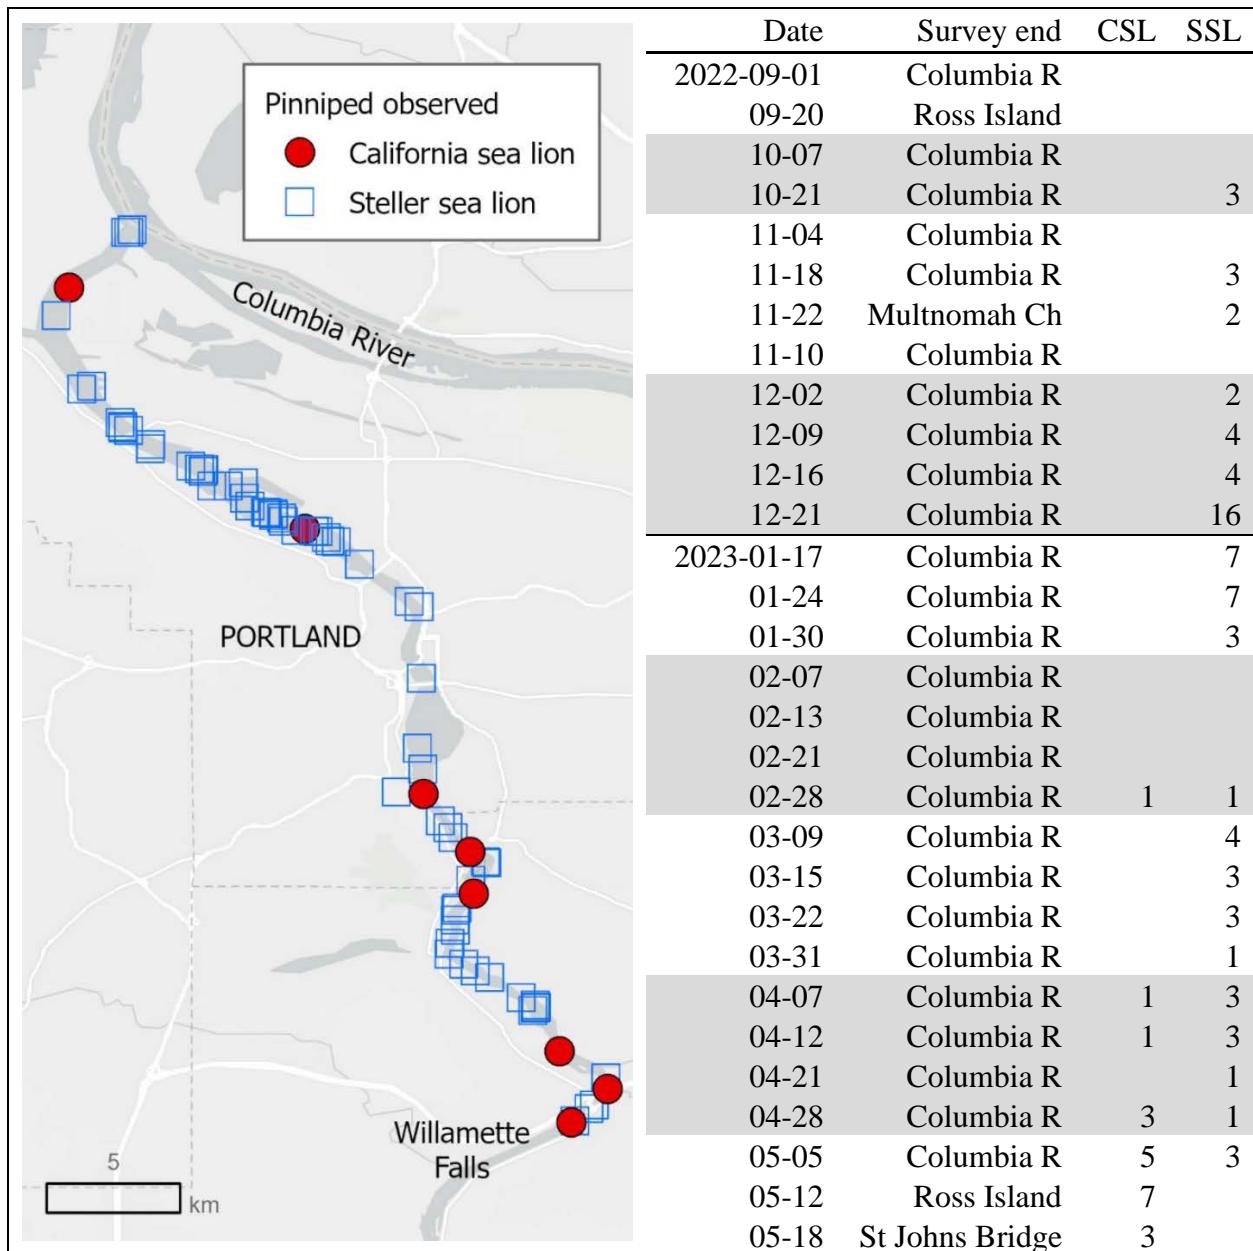 Pinniped observed
California sea lion
Steller sea lion
Columbia River
PORTLAND
Willamette
Falls
5
km
Date Survey end CSL SSL
2022-09-01 Columbia R
09-20 Ross Island
10-07 Columbia R
10-21 Columbia R 3
11-04 Columbia R
11-18 Columbia R 3
11-22 Multnomah Ch 2
11-10 Columbia R
12-02 Columbia R 2
12-09 Columbia R 4
12-16 Columbia R 4
12-21 Columbia R 16
2023-01-17 Columbia R 7
01-24 Columbia R 7
01-30 Columbia R 3
02-07 Columbia R
02-13 Columbia R
02-21 Columbia R
02-28 Columbia R 1 1
03-09 Columbia R 4
03-15 Columbia R 3
03-22 Columbia R 3
03-31 Columbia R 1
04-07 Columbia R 1 3
04-12 Columbia R 1 3
04-21 Columbia R 1
04-28 Columbia R 3 1
05-05 Columbia R 5 3
05-12 Ross Island 7
05-18 St Johns Bridge 3